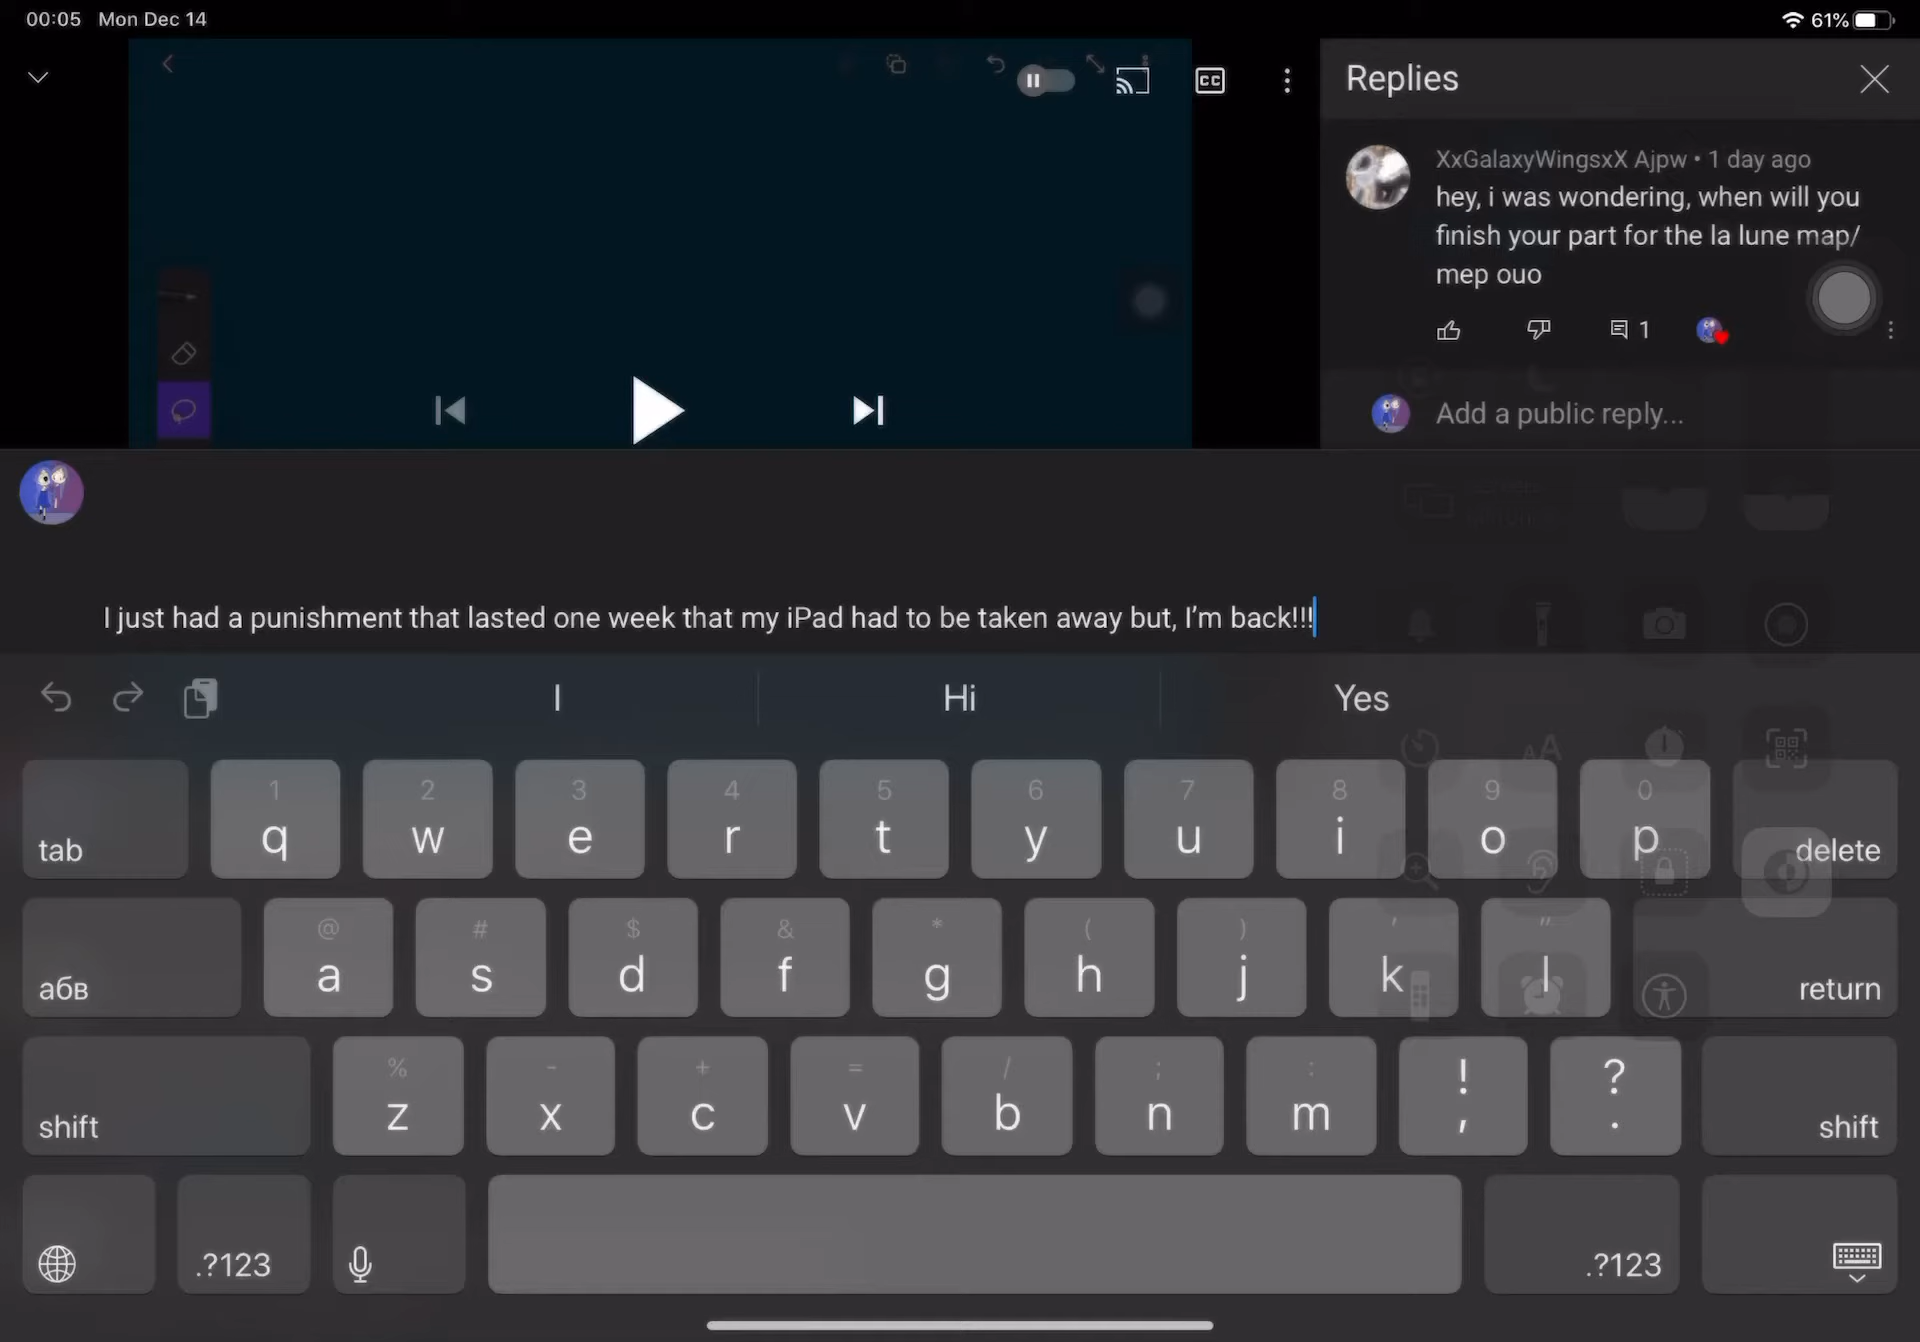 00:05 Mon Dec 14
61%
CC
Replies
XxGalaxyWingsxX Ajpw • 1 day ago
hey, i was wondering, when will you
finish your part for the la lune map/
mep ouo
1
Add a public reply...
I just had a punishment that lasted one week that my iPad had to be taken away but, I’m back!!!
I Hi Yes
1 2 3 4 5 6 7 8 9 0
tab q w e r t y u i o p delete
@ # $ & * ( ) ' "
абв a s d f g h j k l return
% - + = / ; : ! ?
shift z x c v b n m , . shift
.?123 .?123